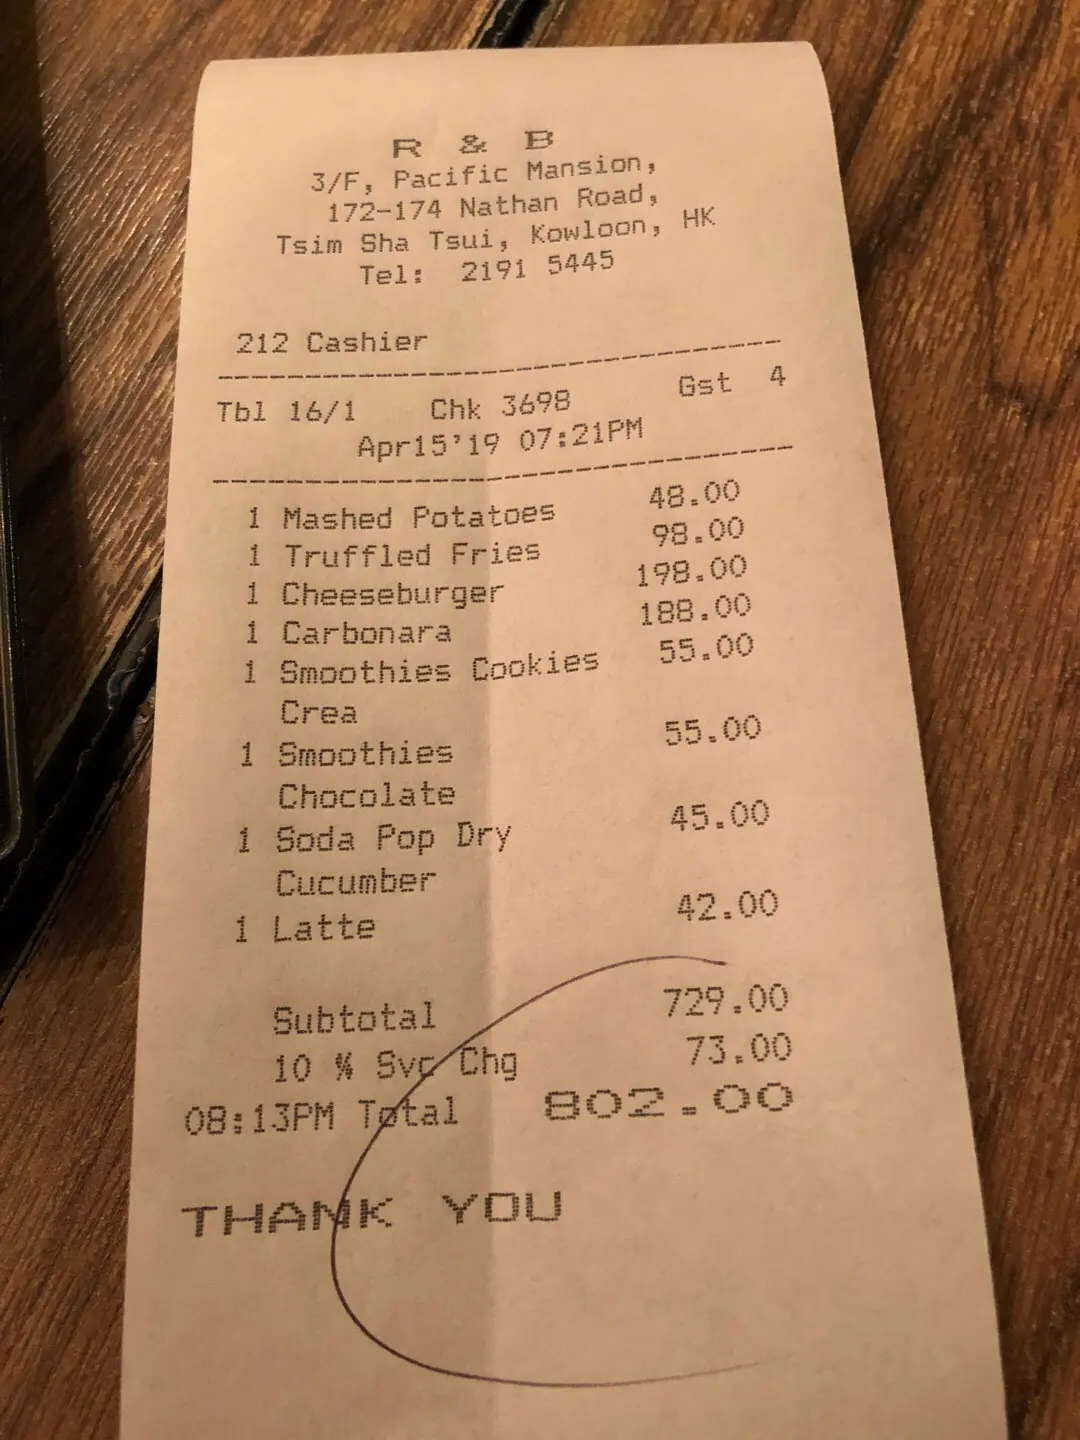 R & B
3/F, Pacific Mansion,
172-174 Nathan Road,
Tsim Sha Tsui, Kowloon, HK
Tel: 2191 5445
212 Cashier
Tbl 16/1 Chk 3698 Gst 4
Apr15'19 07:21PM
1 Mashed Potatoes 48.00
1 Truffled Fries 98.00
1 Cheeseburger 198.00
1 Carbonara 188.00
1 Smoothies Cookies 55.00
Crea
1 Smoothies 55.00
Chocolate
1 Soda Pop Dry 45.00
Cucumber
1 Latte 42.00
Subtotal 729.00
10 % Svc Chg 73.00
08:13PM Total 802.00
THANK YOU